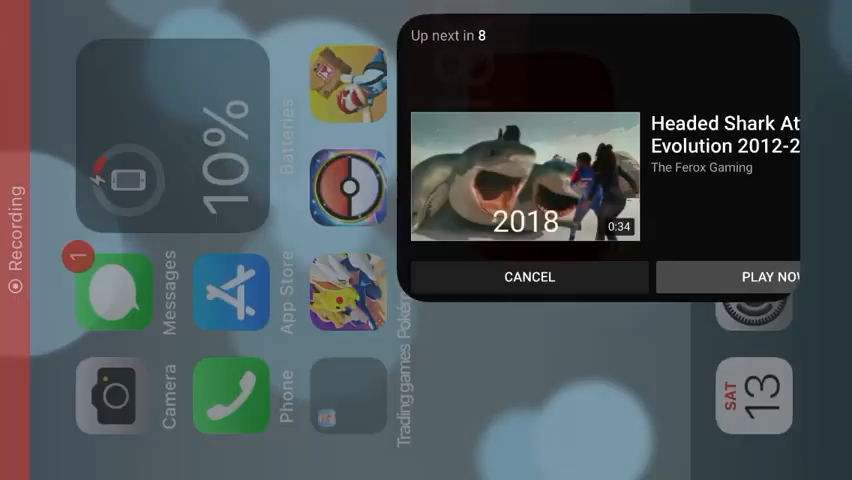 Recording
10%
Batteries
1
Messages
App Store
Camera
Phone
Trading games Pokém
Up next in 8
Headed Shark At
Evolution 2012-2
The Ferox Gaming
2018
0:34
CANCEL
PLAY NOW
SAT
13